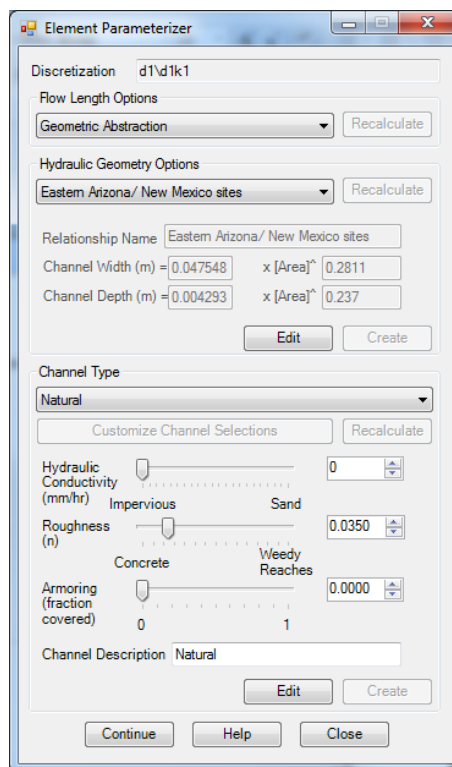 Element Parameterizer
Discretization d1\d1k1
Flow Length Options
Geometric Abstraction Recalculate
Hydraulic Geometry Options
Eastern Arizona/ New Mexico sites Recalculate
Relationship Name Eastern Arizona/ New Mexico sites
Channel Width (m) = 0.047548 x [Area]^ 0.2811
Channel Depth (m) = 0.004293 x [Area]^ 0.237
Edit Create
Channel Type
Natural
Customize Channel Selections Recalculate
Hydraulic
Conductivity
(mm/hr)
0
Impervious Sand
Roughness
(n)
0.0350
Concrete Weedy
Reaches
Armoring
(fraction
covered)
0.0000
0 1
Channel Description Natural
Edit Create
Continue Help Close